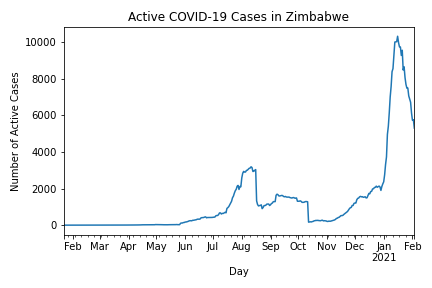 Active COVID-19 Cases in Zimbabwe
Number of Active Cases
10000
8000
6000
4000
2000
0
Feb Mar Apr May Jun Jul Aug Sep Oct Nov Dec Jan Feb
2021
Day